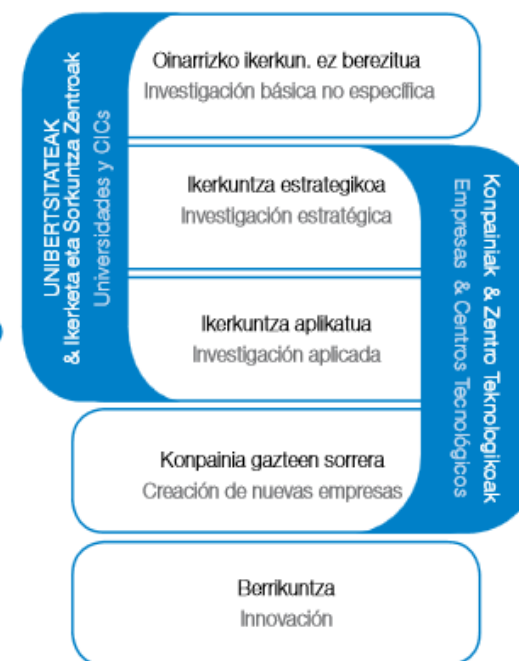 Oinarrizko ikerkun. ez berezitua
Investigación básica no específica
UNIBERTSITATEAK
& Ikerketa eta Sorkuntza Zentroak
Universidades y CICs
Ikerkuntza estrategikoa
Investigación estratégica
Konpainiak & Zentro Teknologikoak
Empresas & Centros Tecnológicos
Ikerkuntza aplikatua
Investigación aplicada
Konpainia gazteen sorrera
Creación de nuevas empresas
Berrikuntza
Innovación